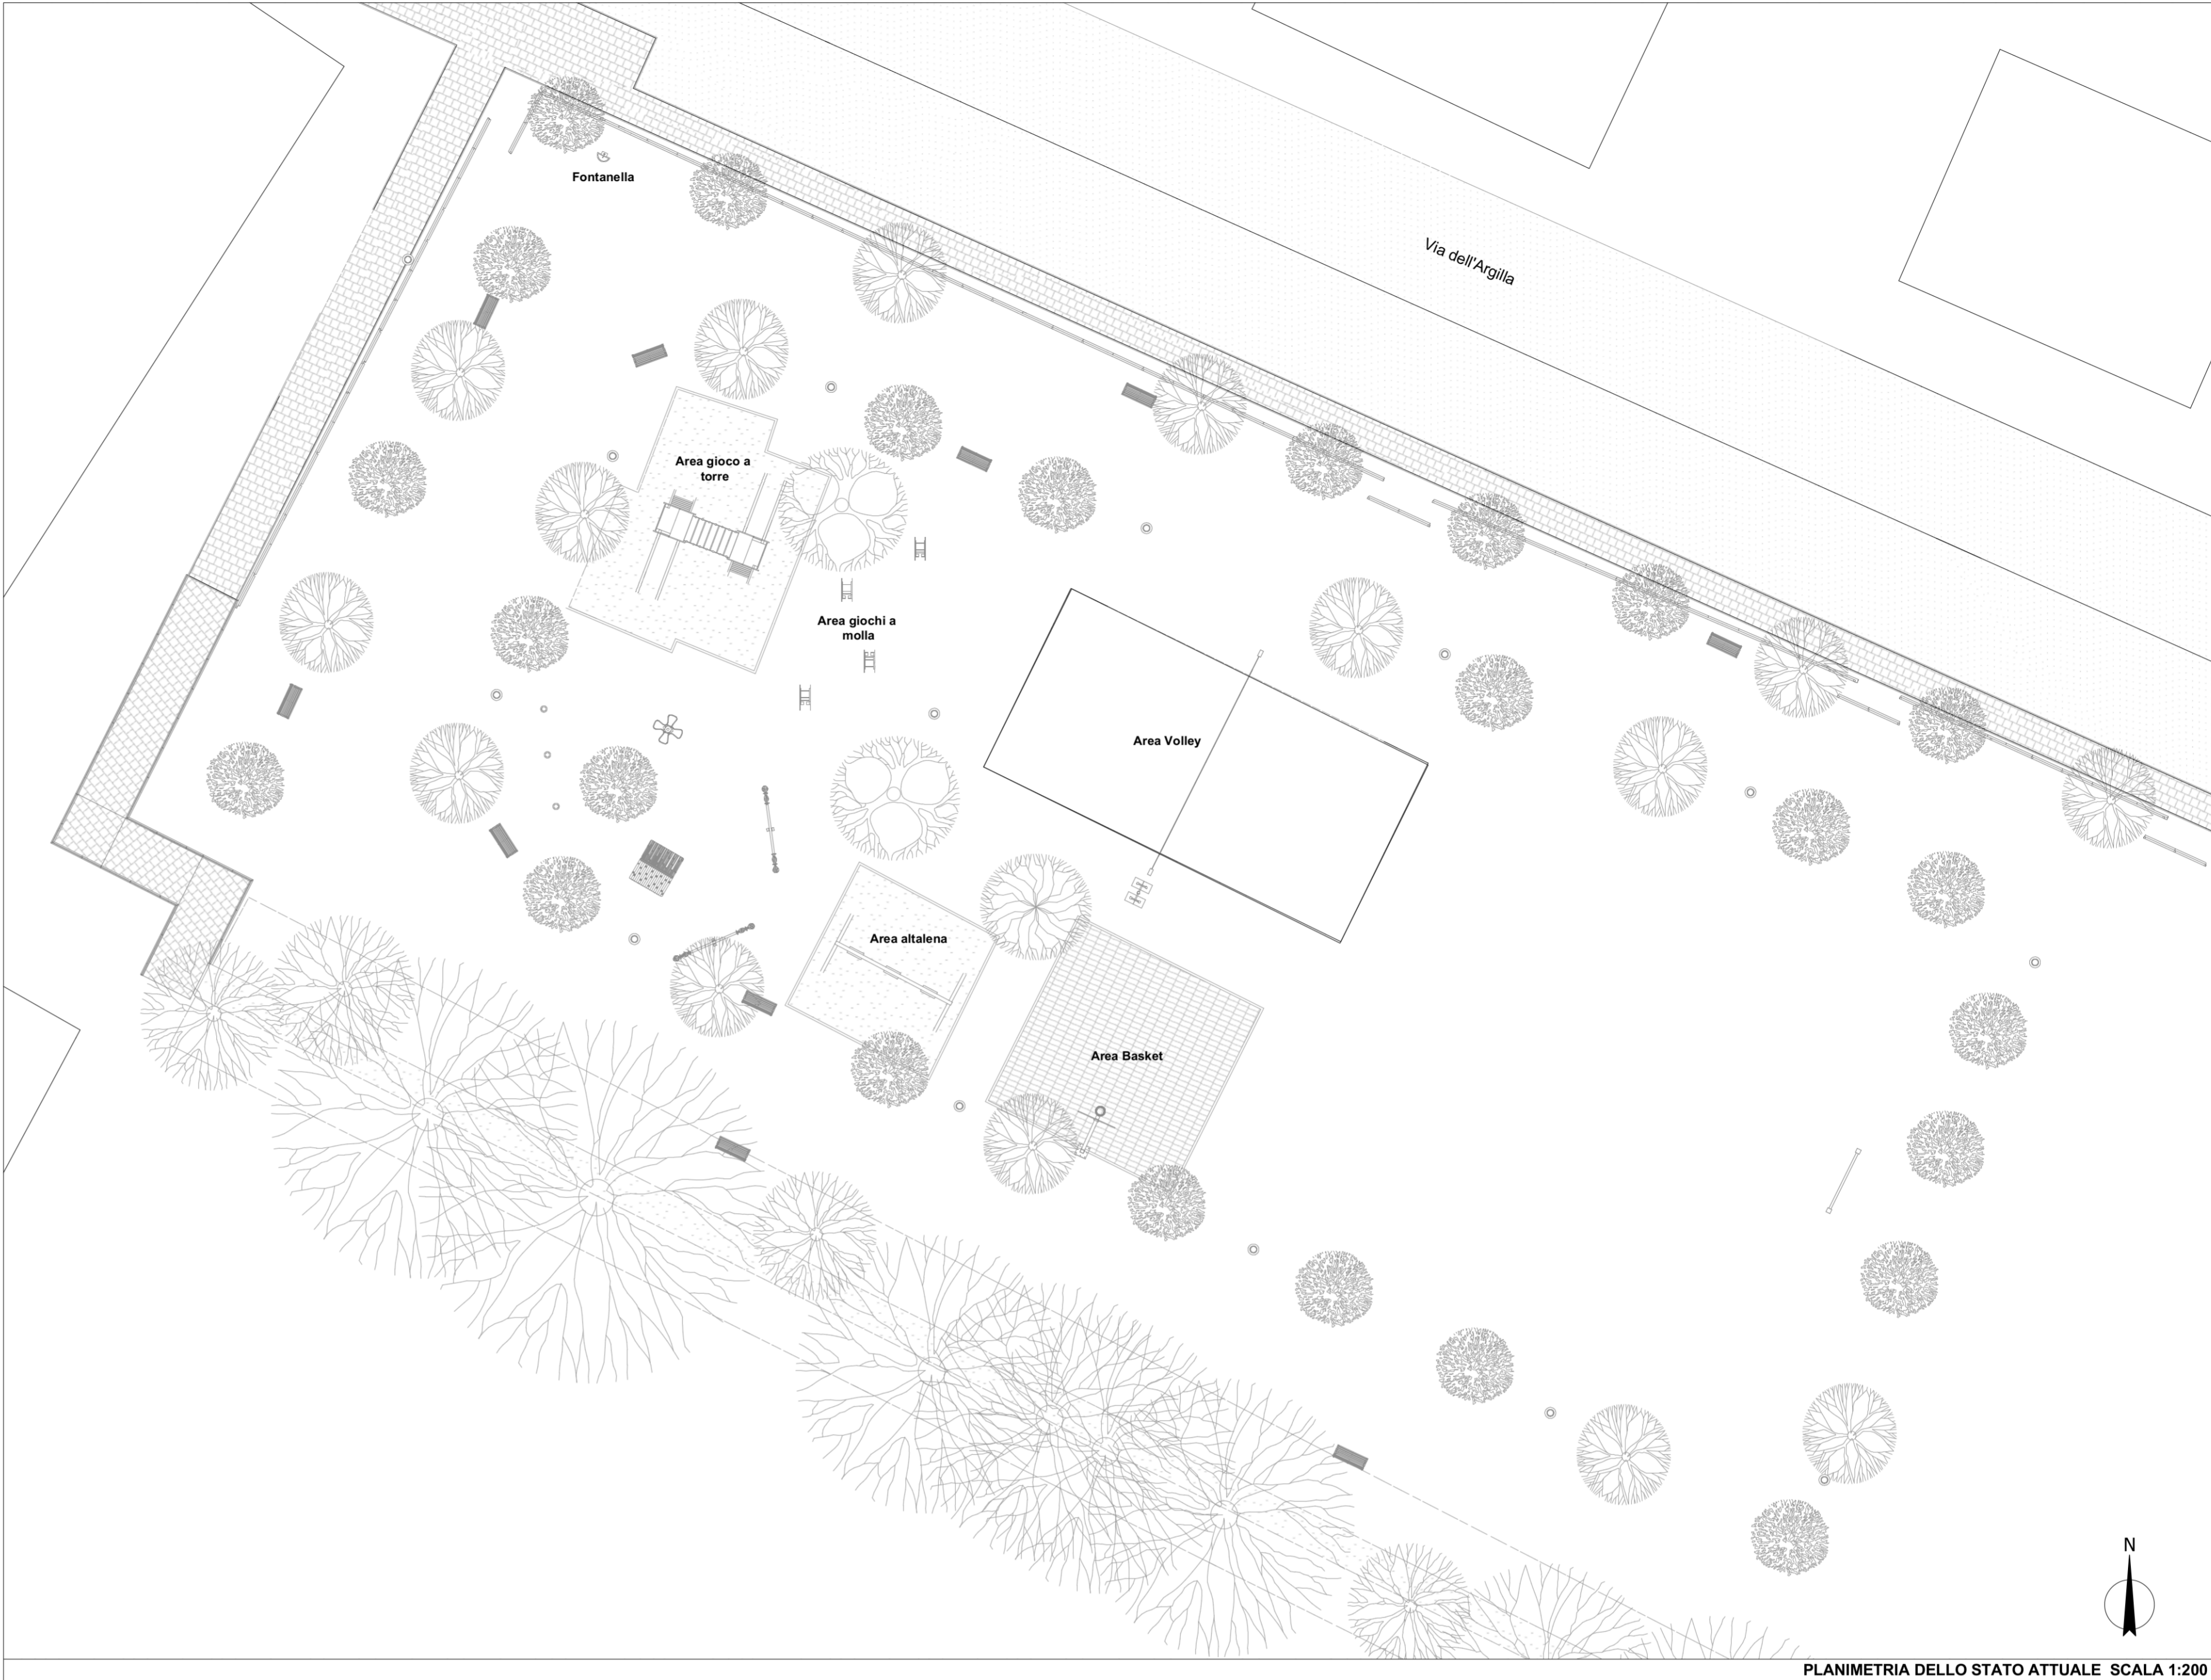 Fontanella
Via dell'Argilla
Area gioco a
torre
Area giochi a
molla
Area Volley
Area altalena
Area Basket
N
PLANIMETRIA DELLO STATO ATTUALE SCALA 1:200